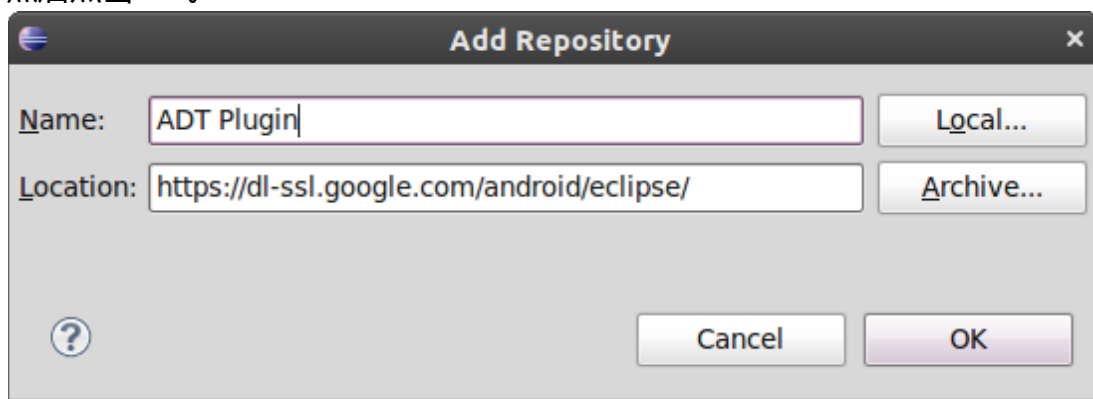 Add Repository
Name: ADT Plugin Local...
Location: https://dl-ssl.google.com/android/eclipse/ Archive...
Cancel OK